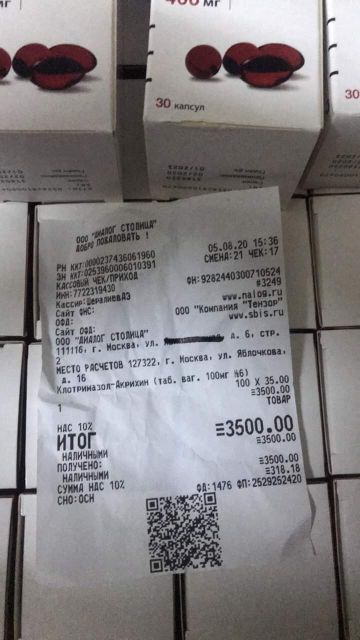 400 мг
30 капсул
30
ООО "ДИАЛОГ СТОЛИЦА"
ДОБРО ПОЖАЛОВАТЬ !
05.08.20 15:36
РН ККТ:0000237436061960
СМЕНА:21 ЧЕК:17
ЗН ККТ:0253960006010391
КАССОВЫЙ ЧЕК/ПРИХОД
ФН:9282440300710524
ИНН:7722319430
#3249
Кассир:ЦералиеваАЭ
www.nalog.ru
Сайт ФНС:
ООО "Компания "Тензор"
ОФД:
www.sbis.ru
Сайт ОФД:
ООО "ДИАЛОГ СТОЛИЦА"
111116, г. Москва, ул. д. 6, стр.
2
МЕСТО РАСЧЕТОВ 127322, г. Москва, ул. Яблочкова,
д. 16
Клотримазол-Акрихин (таб. ваг. 100мг №6)
100 X 35.00
≡3500.00
1
ТОВАР
НДС 10%
ИТОГ
≡3500.00
НАЛИЧНЫМИ
≡3500.00
ПОЛУЧЕНО:
НАЛИЧНЫМИ
≡3500.00
СУММА НДС 10%
≡318.18
СНО:ОСН
ФД:1476 ФП:2529252420